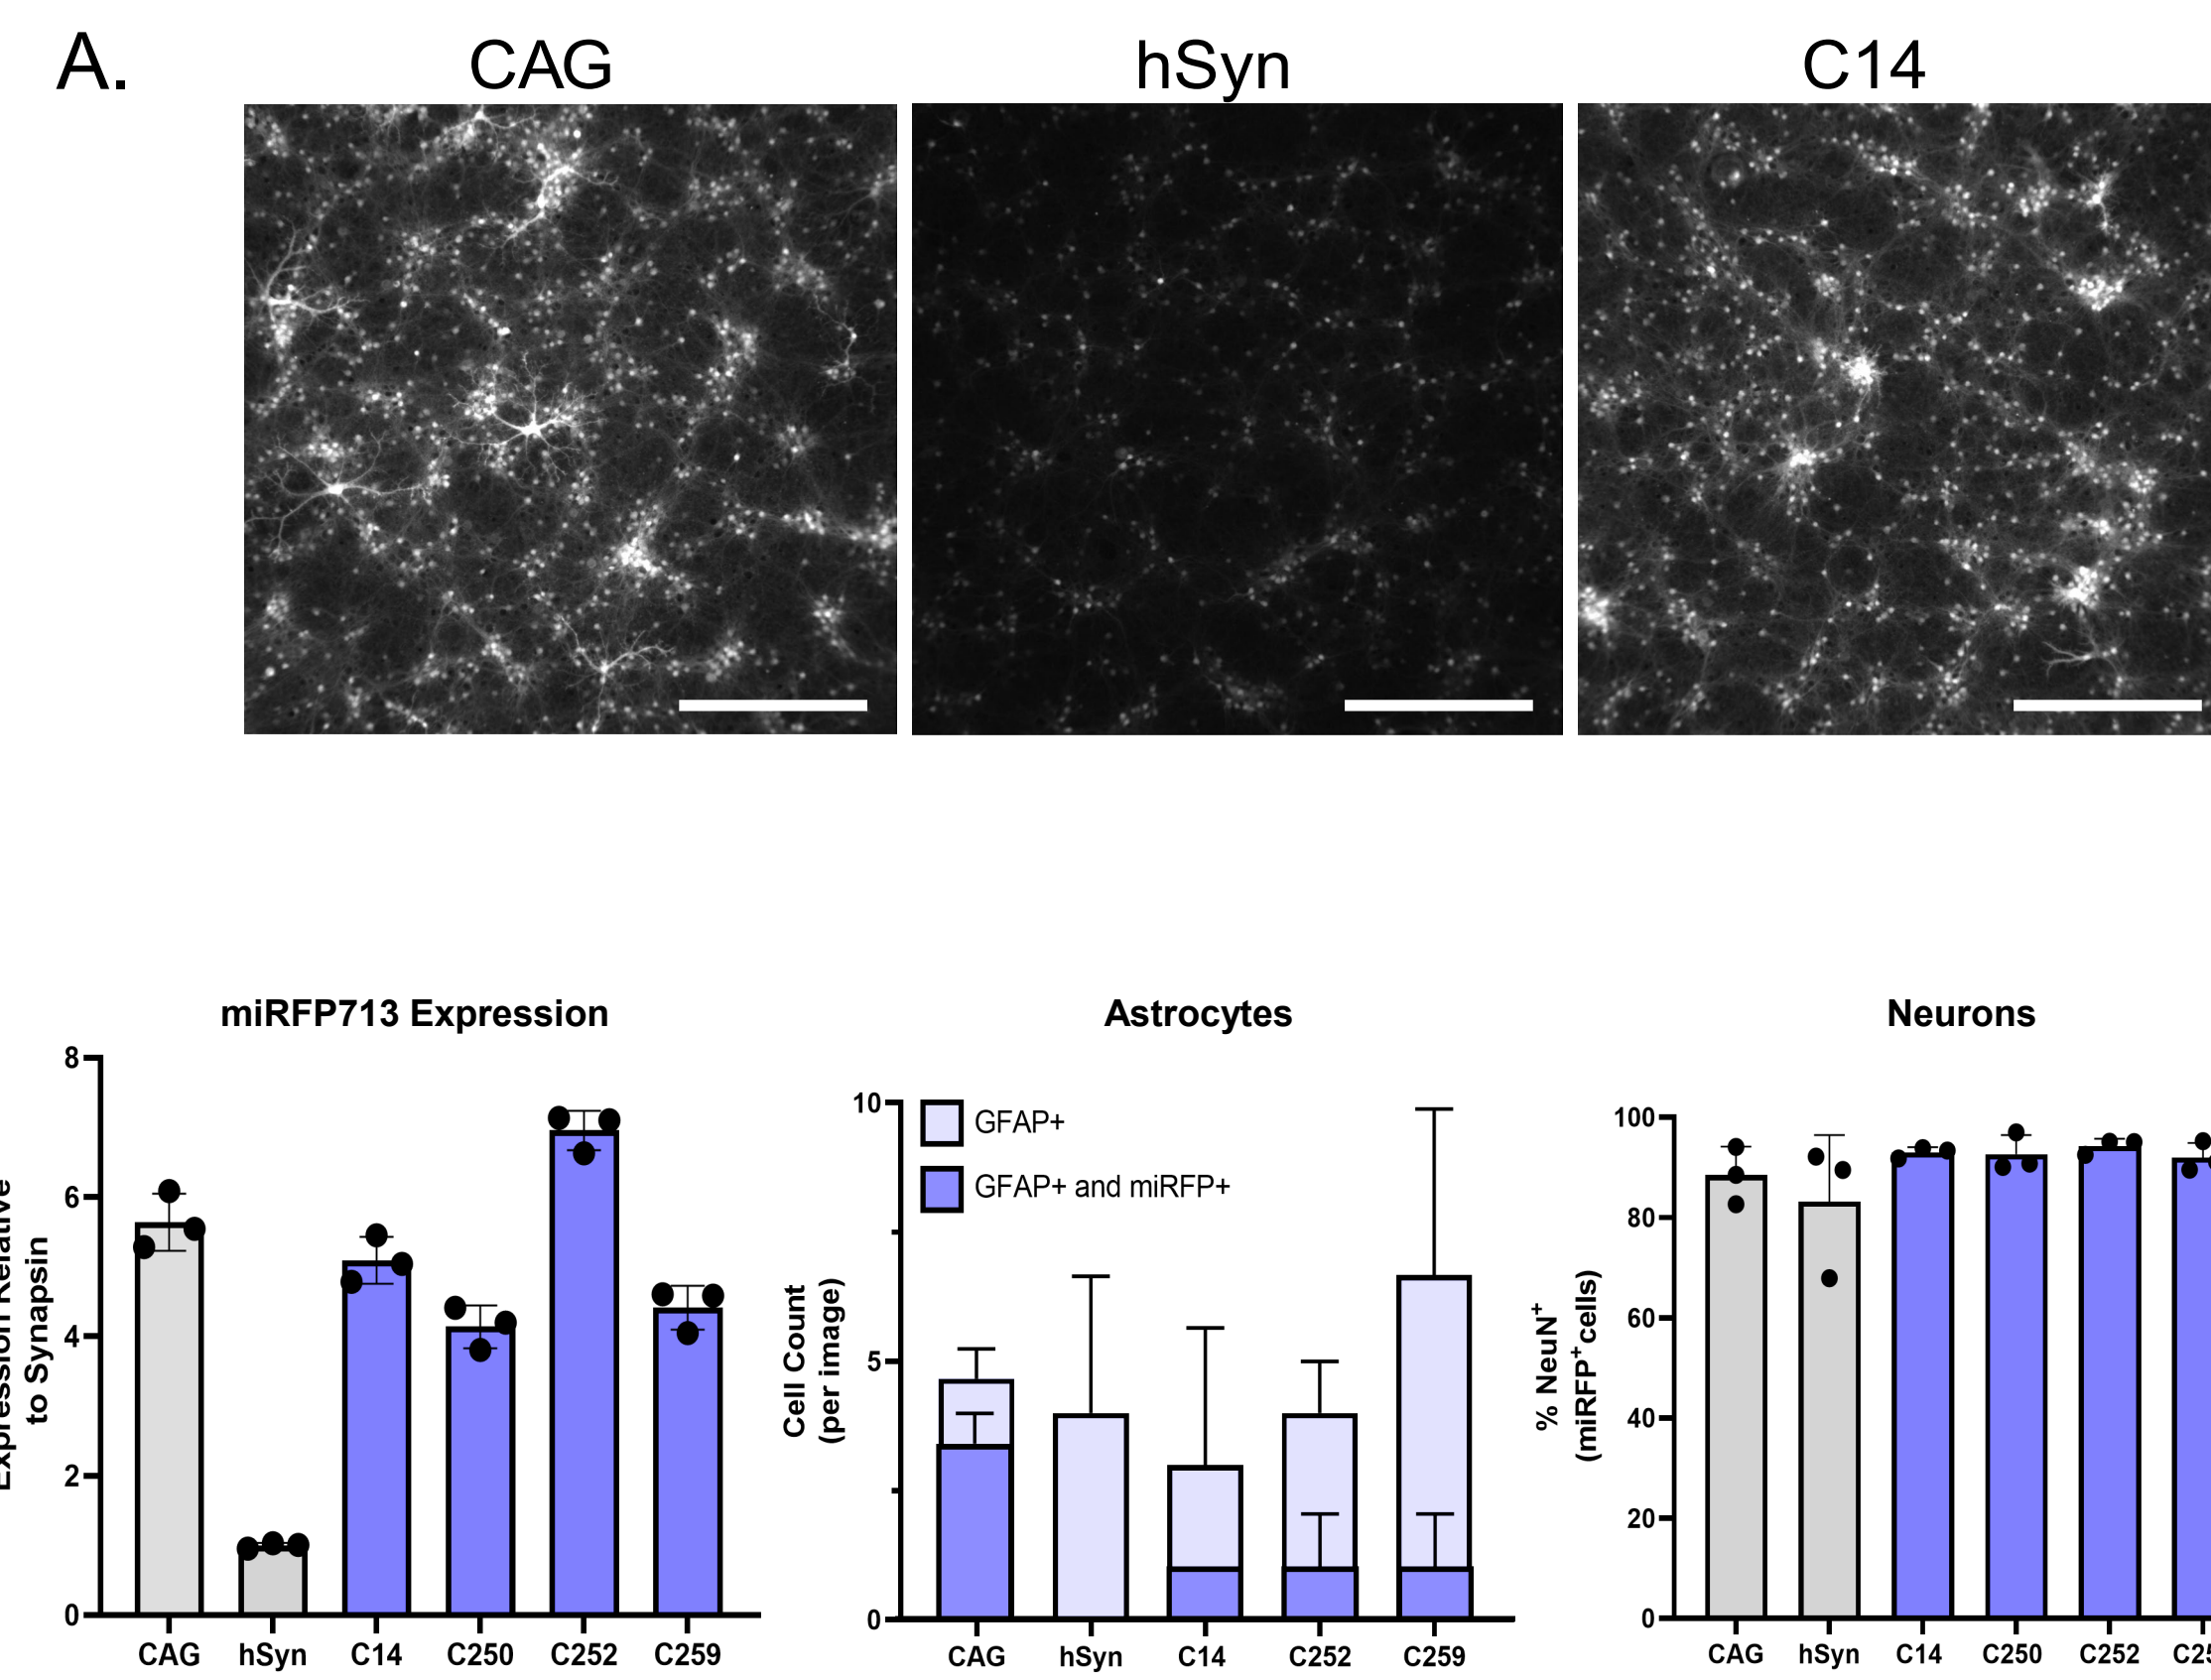 A.
CAG hSyn C14
miRFP713 Expression
Expression Relative
to Synapsin
8
6
4
2
0
CAG hSyn C14 C250 C252 C259
Astrocytes
GFAP+
GFAP+ and miRFP+
Cell Count
(per image)
10
5
0
CAG hSyn C14 C252 C259
Neurons
% NeuN+
(miRFP+cells)
100
80
60
40
20
0
CAG hSyn C14 C250 C252